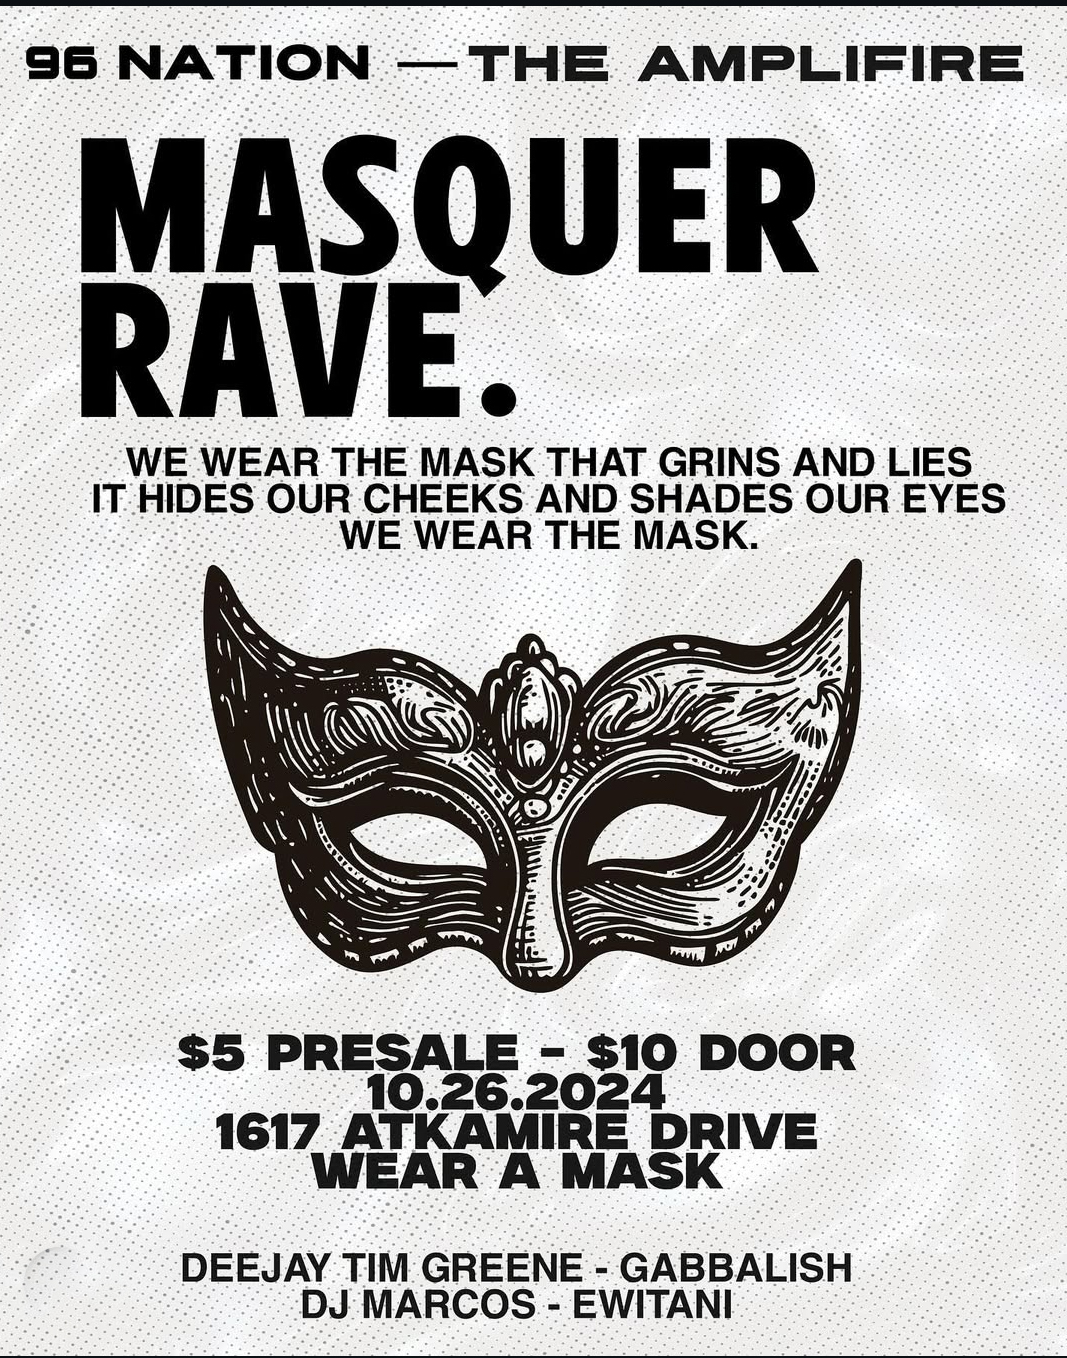 96 NATION — THE AMPLIFIRE
MASQUER
RAVE.
WE WEAR THE MASK THAT GRINS AND LIES
IT HIDES OUR CHEEKS AND SHADES OUR EYES
WE WEAR THE MASK.
$5 PRESALE - $10 DOOR
10.26.2024
1617 ATKAMIRE DRIVE
WEAR A MASK
DEEJAY TIM GREENE - GABBALISH
DJ MARCOS - EWITANI